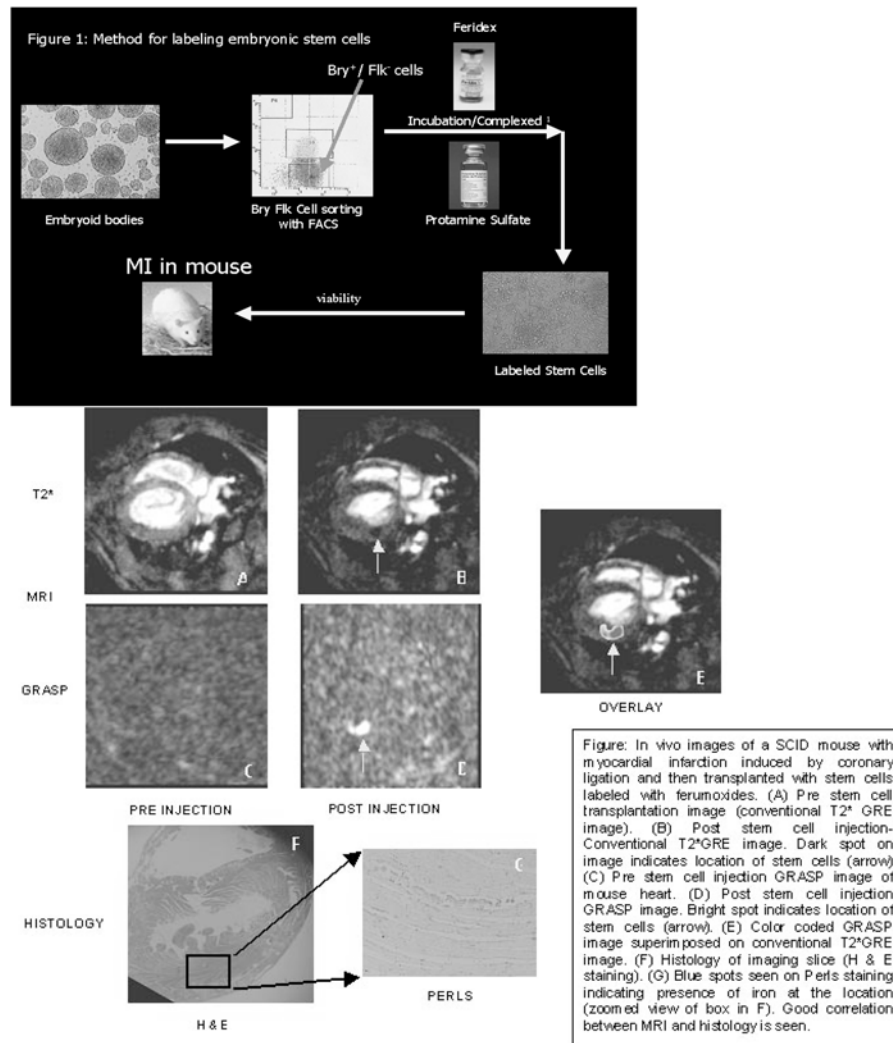 Figure 1: Method for labeling embryonic stem cells
Feridex
Bry+/ Flk- cells
Incubation/Complexed 1
Embryoid bodies
Bry Flk Cell sorting
with FACS
Protamine Sulfate
MI in mouse
viability
Labeled Stem Cells
T2*
A
B
MRI
GRASP
C
D
E
OVERLAY
PRE INJECTION
POST INJECTION
HISTOLOGY
F
G
H & E
PERLS
Figure: In vivo images of a SCID mouse with
myocardial infarction induced by coronary
ligation and then transplanted with stem cells
labeled with ferumoxides. (A) Pre stem cell
transplantation image (conventional T2* GRE
image). (B) Post stem cell injection-
Conventional T2*GRE image. Dark spot on
image indicates location of stem cells (arrow)
(C) Pre stem cell injection GRASP image of
mouse heart. (D) Post stem cell injection
GRASP image. Bright spot indicates location of
stem cells (arrow). (E) Color coded GRASP
image superimposed on conventional T2*GRE
image. (F) Histology of imaging slice (H & E
staining). (G) Blue spots seen on Perls staining
indicating presence of iron at the location
(zoomed view of box in F). Good correlation
between MRI and histology is seen.